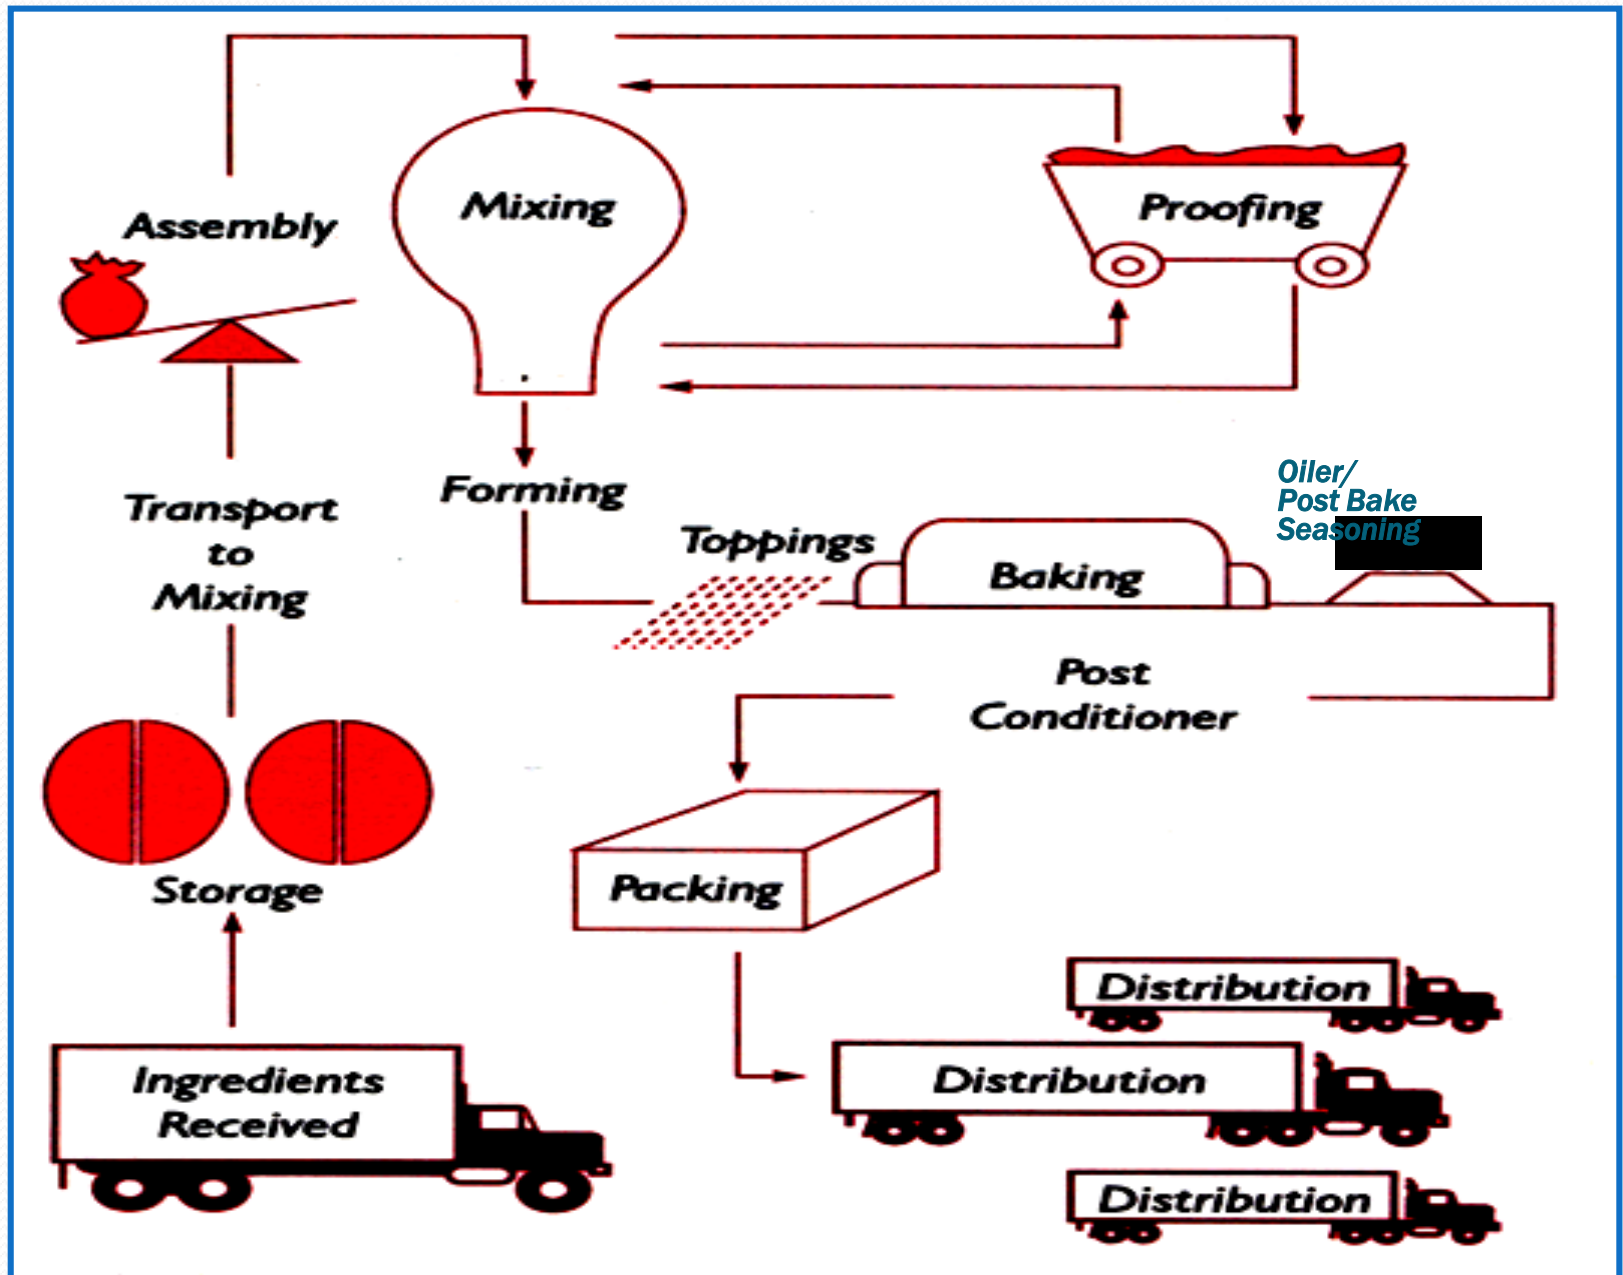 Mixing
Proofing
Assembly
Transport
to
Mixing
Forming
Toppings
Baking
Oiler/
Post Bake
Seasoning
Post
Conditioner
Storage
Packing
Ingredients
Received
Distribution
Distribution
Distribution